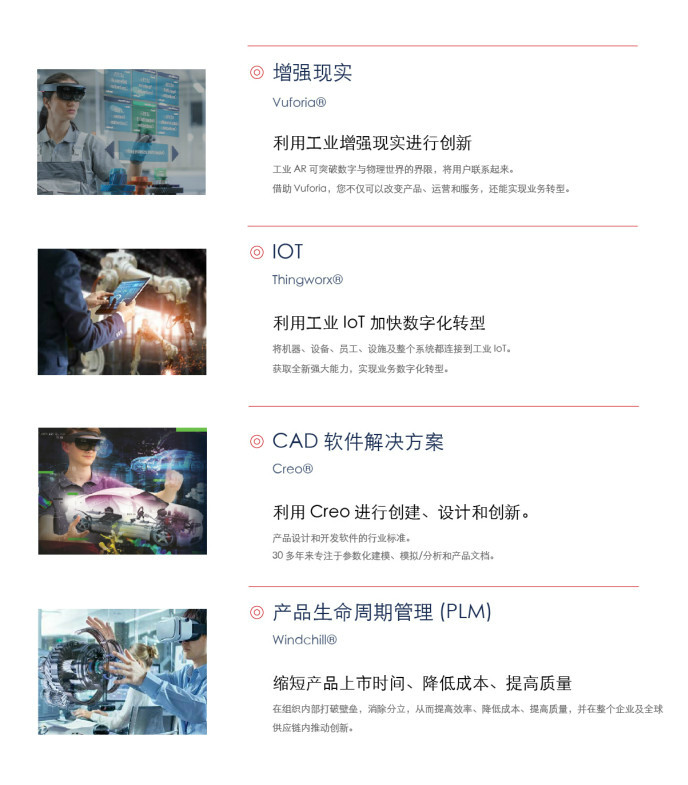 增强现实
Vuforia®
利用工业增强现实进行创新
工业 AR 可突破数字与物理世界的界限，将用户联系起来。
借助 Vuforia，您不仅可以改变产品、运营和服务，还能实现业务转型。
IOT
Thingworx®
利用工业 IoT 加快数字化转型
将机器、设备、员工、设施及整个系统都连接到工业 IoT。
获取全新强大能力，实现业务数字化转型。
CAD 软件解决方案
Creo®
利用 Creo 进行创建、设计和创新。
产品设计和开发软件的行业标准。
30 多年来专注于参数化建模、模拟/分析和产品文档。
产品生命周期管理 (PLM)
Windchill®
缩短产品上市时间、降低成本、提高质量
在组织内部打破壁垒，消除分立，从而提高效率、降低成本、提高质量，并在整个企业及全球
供应链内推动创新。